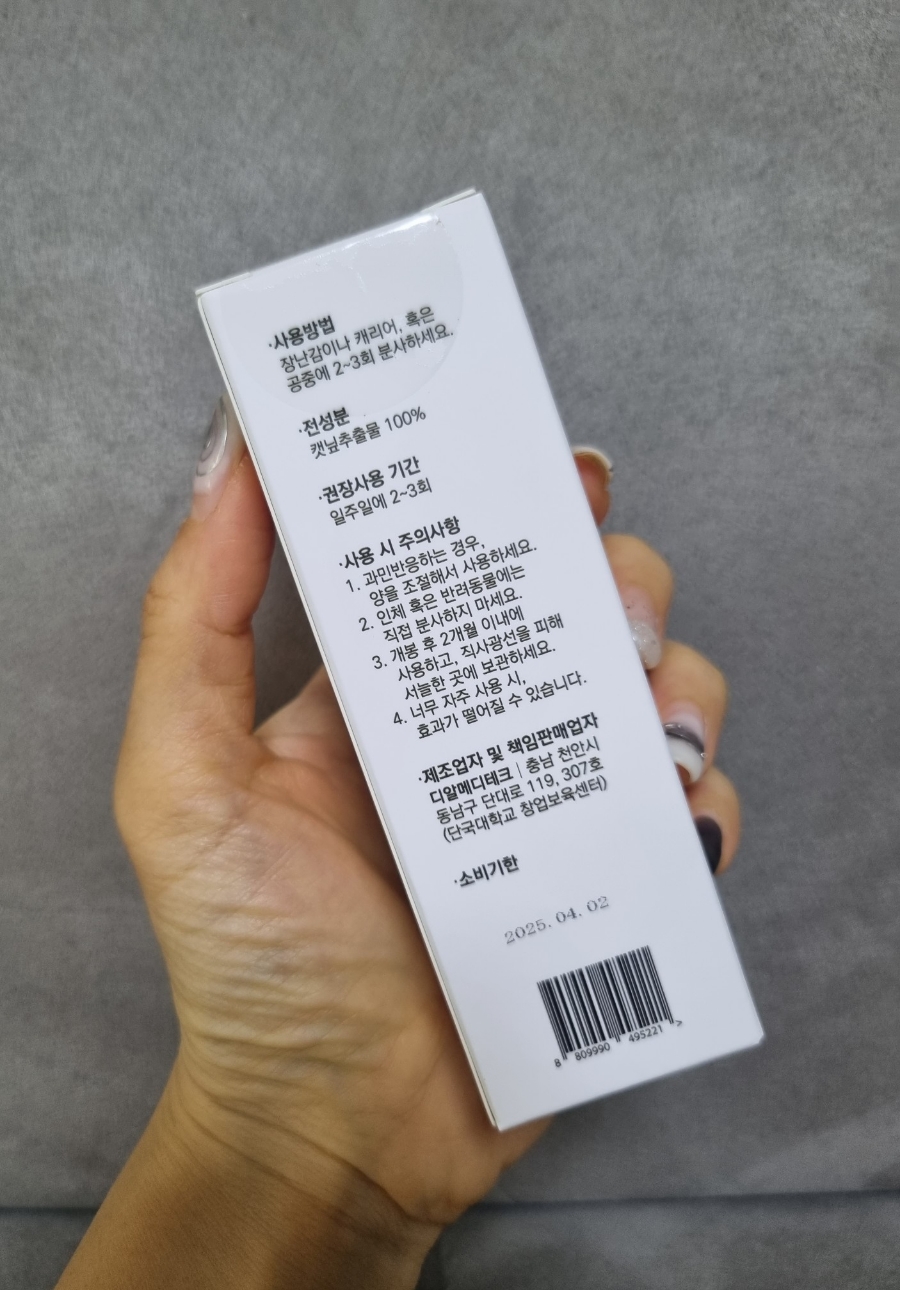 ·사용방법
장난감이나 캐리어, 혹은
공중에 2~3회 분사하세요.
·전성분
캣닢추출물 100%
·권장사용 기간
일주일에 2~3회
·사용 시 주의사항
1. 과민반응하는 경우,
양을 조절해서 사용하세요.
2. 인체 혹은 반려동물에는
직접 분사하지 마세요.
3. 개봉 후 2개월 이내에
사용하고, 직사광선을 피해
서늘한 곳에 보관하세요.
4. 너무 자주 사용 시,
효과가 떨어질 수 있습니다.
·제조업자 및 책임판매업자
디알메디테크 | 충남 천안시
동남구 단대로 119, 307호
(단국대학교 창업보육센터)
·소비기한
2025. 04. 02
8 809990 495221 >